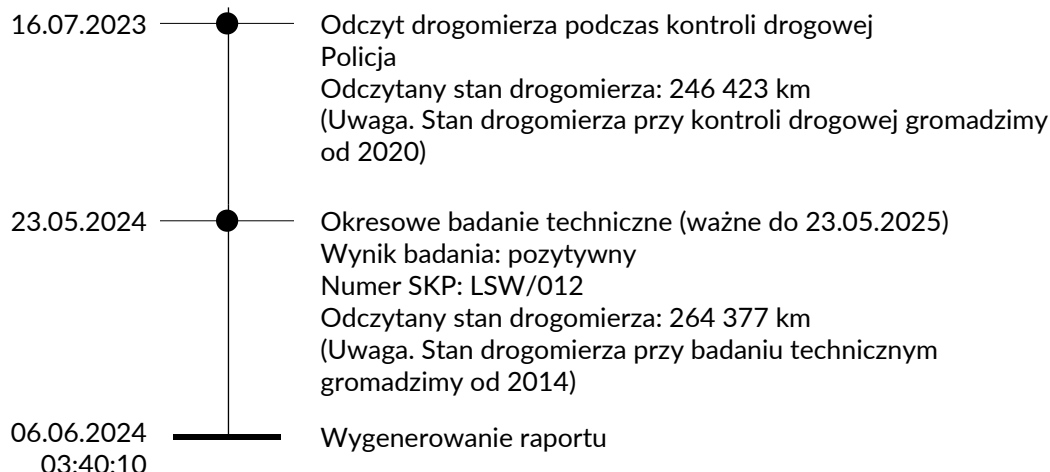 16.07.2023
Odczyt drogomierza podczas kontroli drogowej
Policja
Odczytany stan drogomierza: 246 423 km
(Uwaga. Stan drogomierza przy kontroli drogowej gromadzimy
od 2020)
23.05.2024
Okresowe badanie techniczne (ważne do 23.05.2025)
Wynik badania: pozytywny
Numer SKP: LSW/012
Odczytany stan drogomierza: 264 377 km
(Uwaga. Stan drogomierza przy badaniu technicznym
gromadzimy od 2014)
06.06.2024
03:40:10
Wygenerowanie raportu